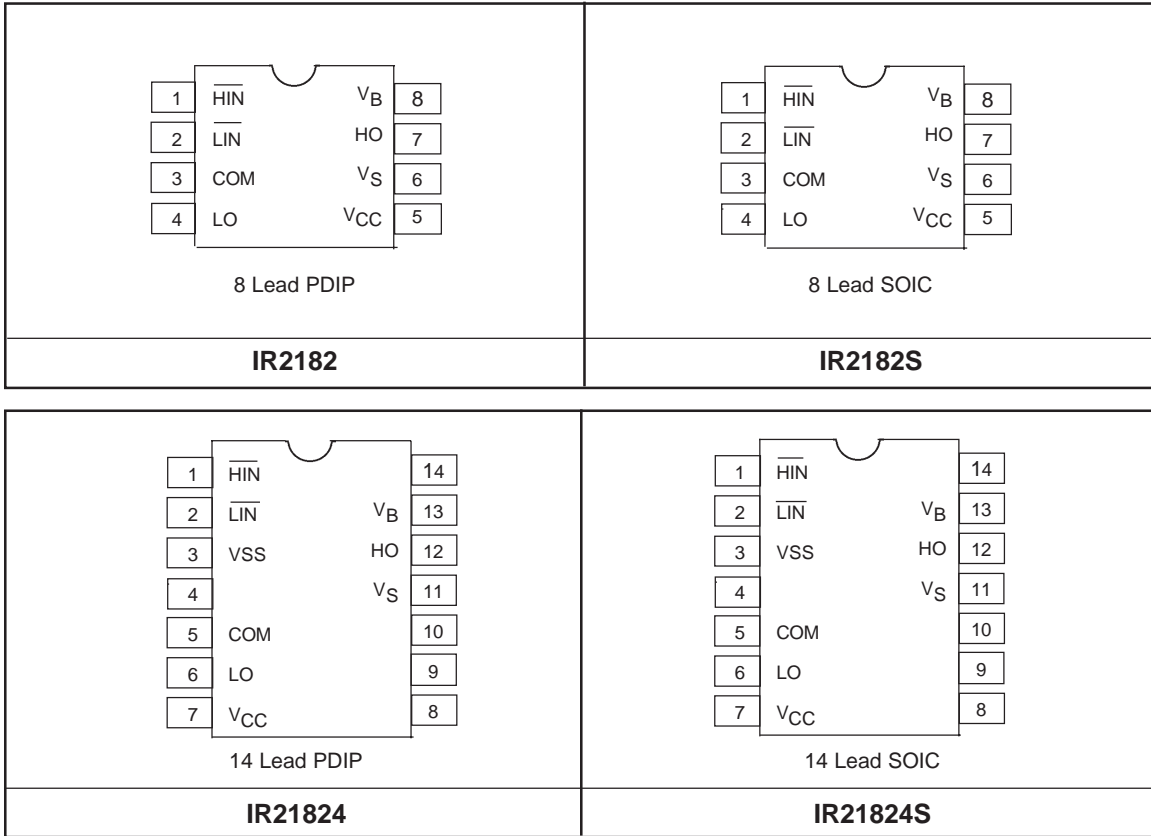 1 HIN VB 8
2 LIN HO 7
3 COM VS 6
4 LO VCC 5
8 Lead PDIP
IR2182
1 HIN VB 8
2 LIN HO 7
3 COM VS 6
4 LO VCC 5
8 Lead SOIC
IR2182S
1 HIN 14
2 LIN VB 13
3 VSS HO 12
4 VS 11
5 COM 10
6 LO 9
7 VCC 8
14 Lead PDIP
IR21824
1 HIN 14
2 LIN VB 13
3 VSS HO 12
4 VS 11
5 COM 10
6 LO 9
7 VCC 8
14 Lead SOIC
IR21824S